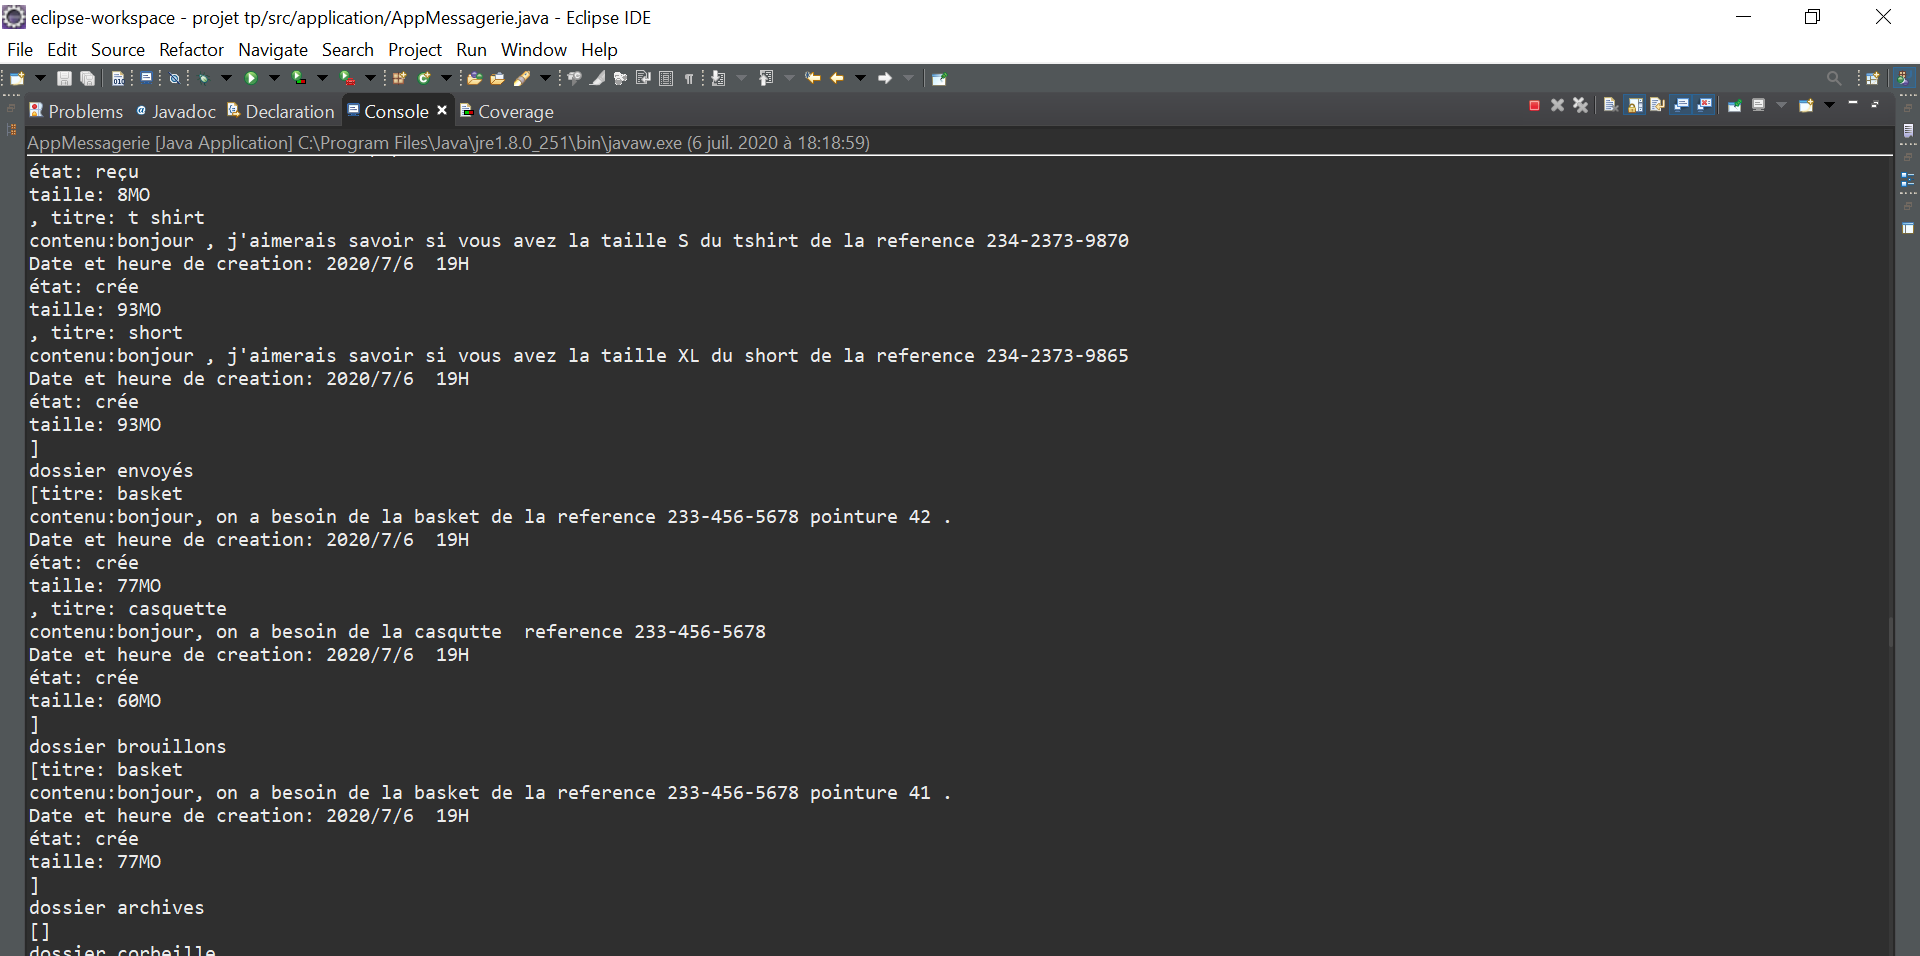 eclipse-workspace - projet tp/src/application/AppMessagerie.java - Eclipse IDE
File Edit Source Refactor Navigate Search Project Run Window Help
Problems Javadoc Declaration Console Coverage
AppMessagerie [Java Application] C:\Program Files\Java\jre1.8.0_251\bin\javaw.exe (6 juil. 2020 à 18:18:59)
état: reçu
taille: 8MO
, titre: t shirt
contenu:bonjour , j'aimerais savoir si vous avez la taille S du tshirt de la reference 234-2373-9870
Date et heure de creation: 2020/7/6  19H
état: crée
taille: 93MO
, titre: short
contenu:bonjour , j'aimerais savoir si vous avez la taille XL du short de la reference 234-2373-9865
Date et heure de creation: 2020/7/6  19H
état: crée
taille: 93MO
]
dossier envoyés
[titre: basket
contenu:bonjour, on a besoin de la basket de la reference 233-456-5678 pointure 42 .
Date et heure de creation: 2020/7/6  19H
état: crée
taille: 77MO
, titre: casquette
contenu:bonjour, on a besoin de la casqutte  reference 233-456-5678
Date et heure de creation: 2020/7/6  19H
état: crée
taille: 60MO
]
dossier brouillons
[titre: basket
contenu:bonjour, on a besoin de la basket de la reference 233-456-5678 pointure 41 .
Date et heure de creation: 2020/7/6  19H
état: crée
taille: 77MO
]
dossier archives
[]
dossier corbeille